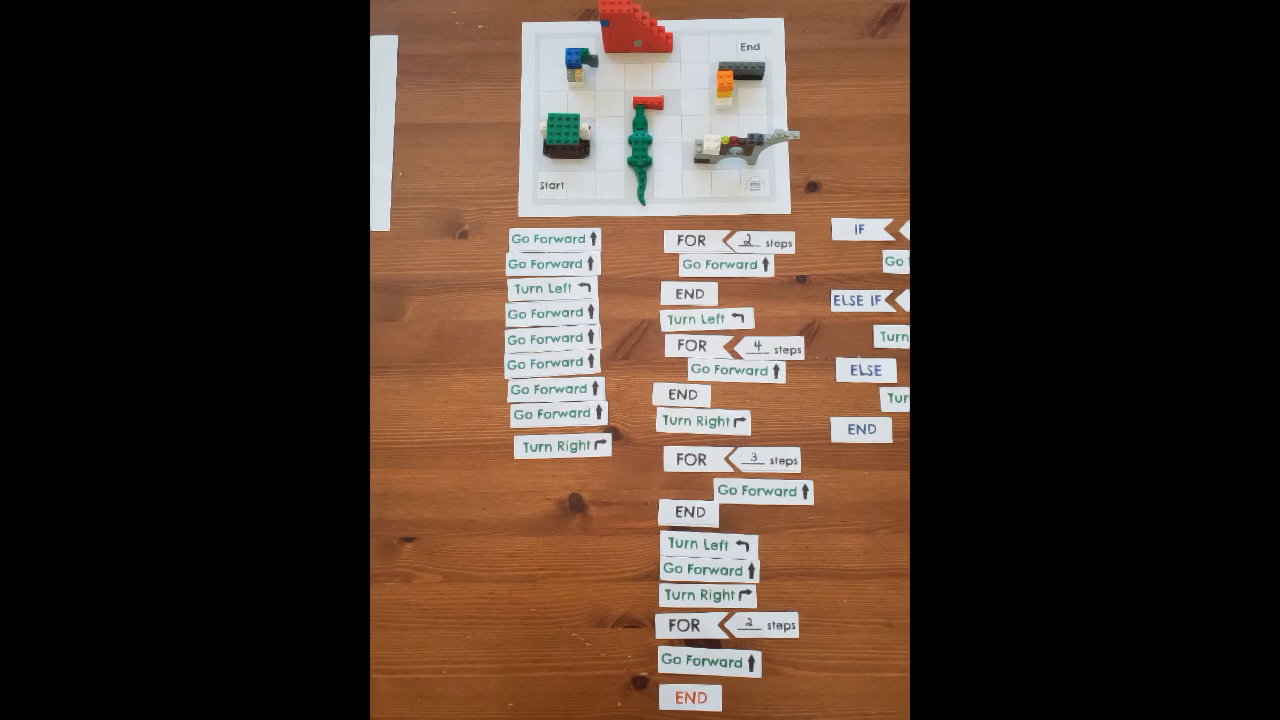 End
Start
Go Forward
Go Forward
Turn Left
Go Forward
Go Forward
Go Forward
Go Forward
Go Forward
Turn Right
FOR 2 steps
Go Forward
END
Turn Left
FOR 4 steps
Go Forward
END
Turn Right
FOR 3 steps
Go Forward
END
Turn Left
Go Forward
Turn Right
FOR 2 steps
Go Forward
END
IF
Go
ELSE IF
Turn
ELSE
Tur
END